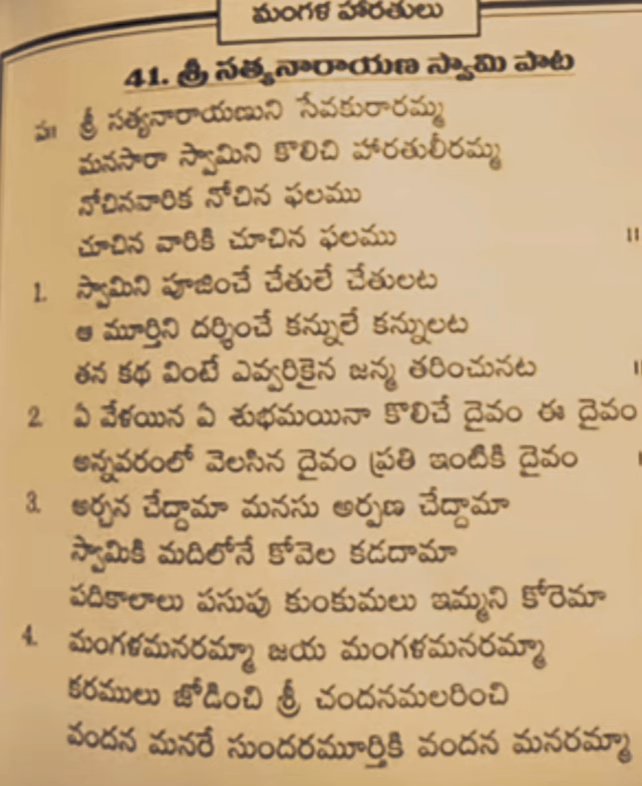 మంగళ హారతులు
41. శ్రీ సత్యనారాయణ స్వామి పాట
ప॥ శ్రీ సత్యనారాయణుని సేవకురారమ్మ
మనసారా స్వామిని కొలిచి హారతులీరమ్మ
నోచినవారిక నోచిన ఫలము
చూచిన వారికి చూచిన ఫలము ॥
1. స్వామిని పూజించే చేతులే చేతులట
ఆ మూర్తిని దర్శించే కన్నులే కన్నులట
తన కథ వింటే ఎవ్వరికైన జన్మ తరించునట ॥
2. ఏ వేళయిన ఏ శుభమయినా కొలిచే దైవం ఈ దైవం
అన్నవరంలో వెలసిన దైవం ప్రతి ఇంటికి దైవం ॥
3. అర్చన చేద్దామా మనసు అర్పణ చేద్దామా
స్వామికి మదిలోనే కోవెల కడదామా
పదికాలాలు పసుపు కుంకుమలు ఇమ్మని కోరెమా
4. మంగళమనరమ్మా జయ మంగళమనరమ్మా
కరములు జోడించి శ్రీ చందనమలరించి
వందన మనరే సుందరమూర్తికి వందన మనరమ్మా